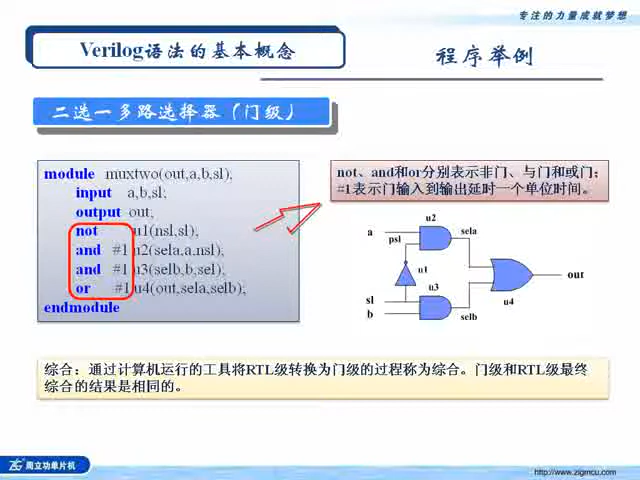 专注的力量成就梦想
Verilog语法的基本概念
程序举例
二选一多路选择器（门级）
module muxtwo(out,a,b,sl);
input a,b,sl;
output out;
not u1(nsl,sl);
and #1 u2(sela,a,nsl);
and #1 u3(selb,b,sel);
or #1 u4(out,sela,selb);
endmodule
not、and和or分别表示非门、与门和或门；
#1表示门输入到输出延时一个单位时间。
u2
a
sela
psl
u1
out
sl
u3
u4
b
selb
综合：通过计算机运行的工具将RTL级转换为门级的过程称为综合。门级和RTL级最终
综合的结果是相同的。
周立功单片机
http://www.zlgmcu.com